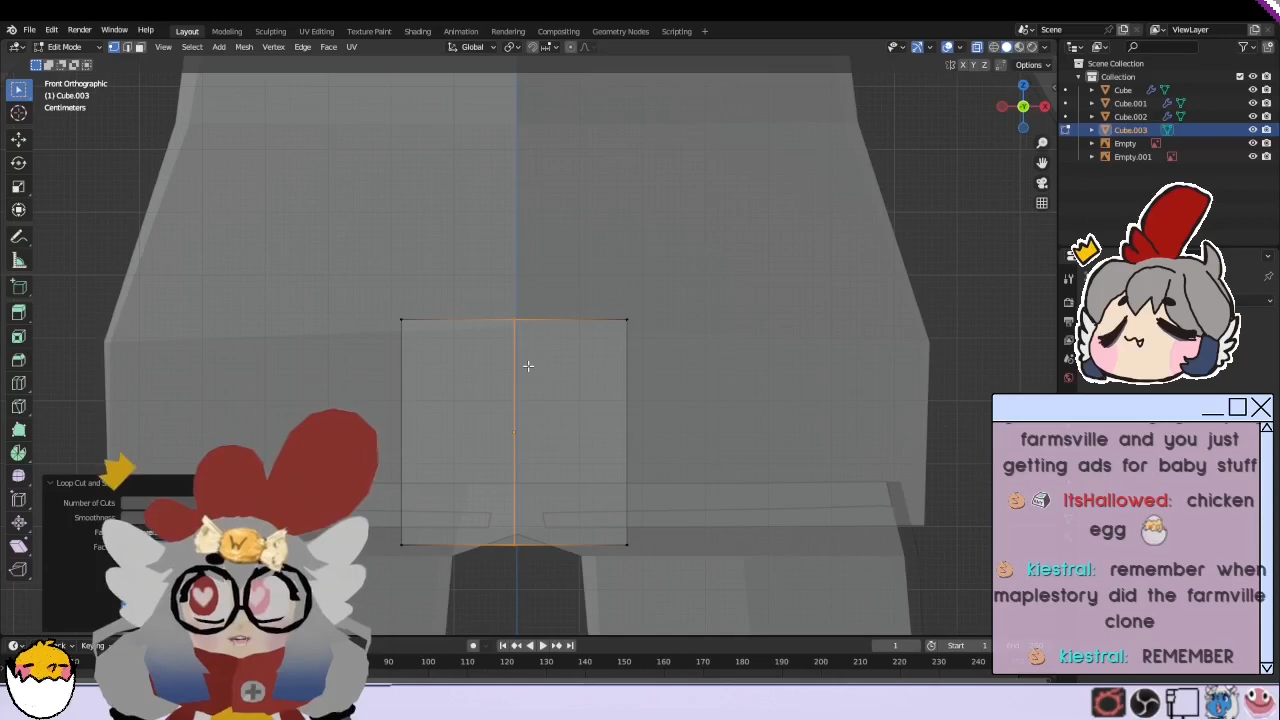 File Edit Render Window Help Layout Modeling Sculpting UV Editing Texture Paint Shading Animation Rendering Compositing Geometry Nodes Scripting + Scene ViewLayer
Edit Mode View Select Add Mesh Vertex Edge Face UV Global
X Y Z Options
Scene Collection
Collection
Cube
Cube.001
Cube.002
Cube.003
Empty
Empty.001
Front Orthographic
(1) Cube.003
Centimeters
Z
Y
X
Loop Cut and
Number of Cuts
Smoothness
farmsville and you just
getting ads for baby stuff
ItsHallowed: chicken
egg
kiestral: remember when
maplestory did the farmville
clone
kiestral: REMEMBER
Keying
1 Start 1
90 100 110 120 130 140 150 160 170 180 190 200 210 220 230 240
W